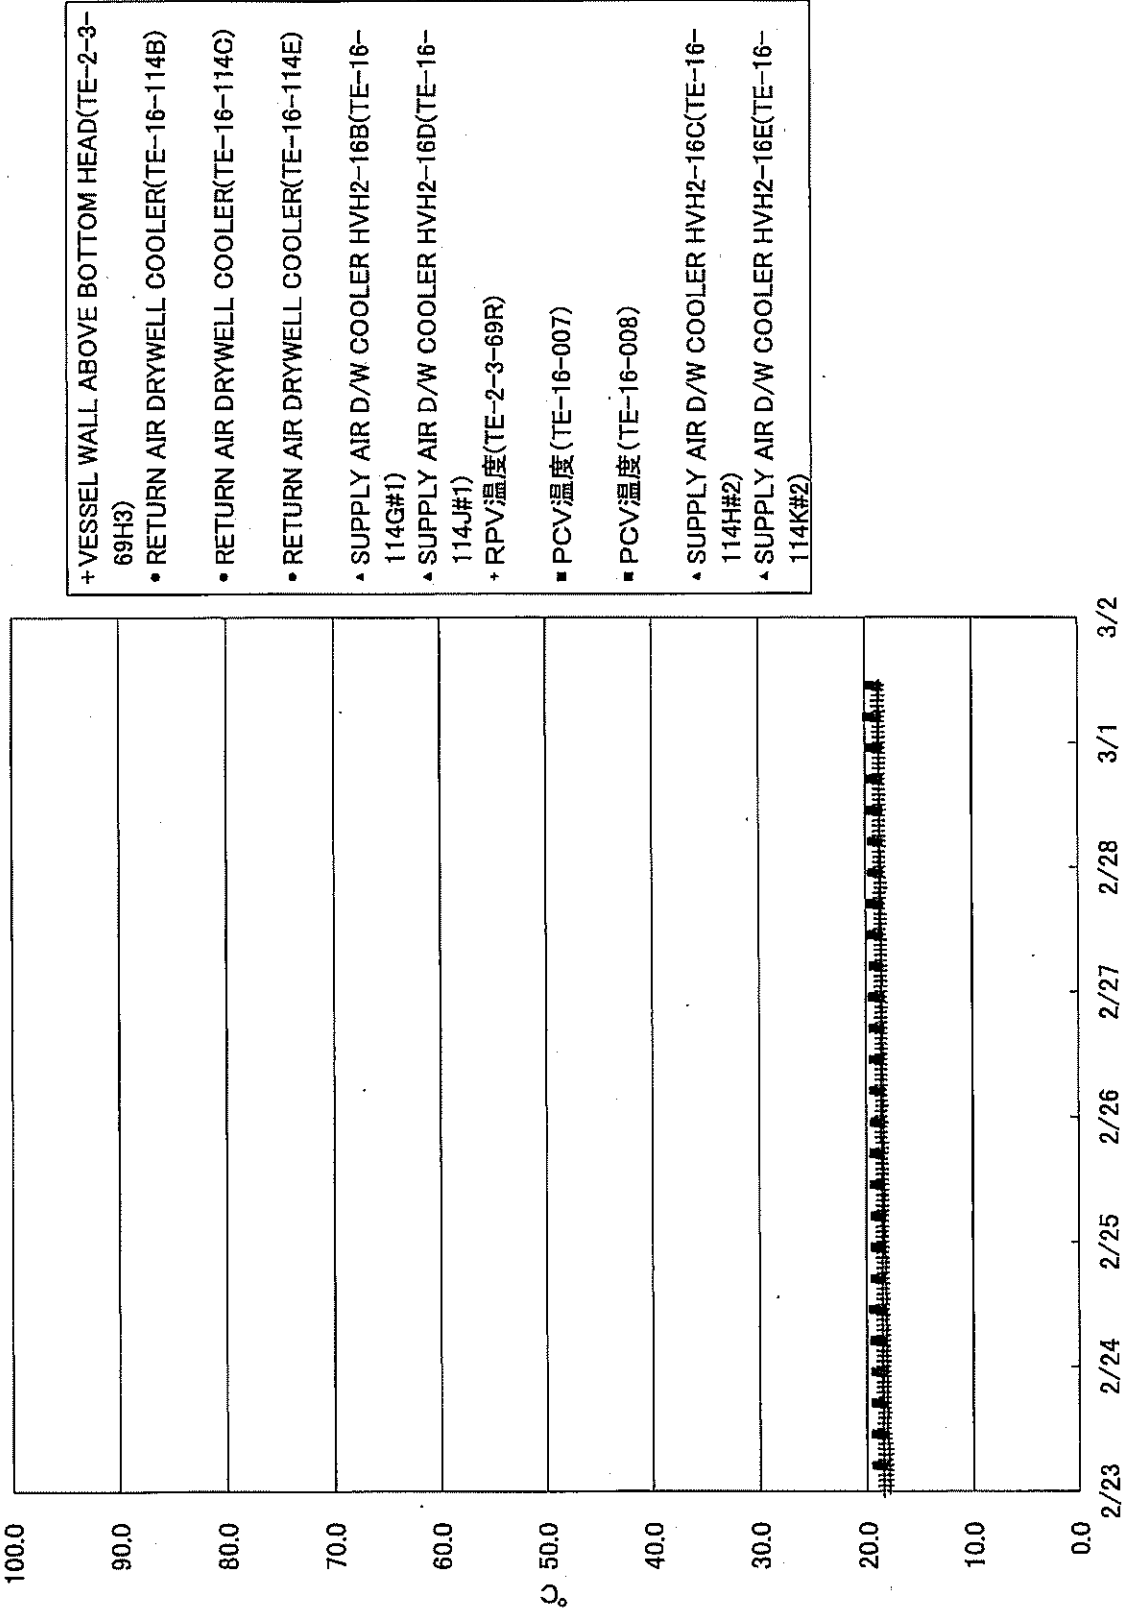 100.0
90.0
80.0
70.0
60.0
50.0
40.0
30.0
20.0
10.0
0.0
℃
2/23
2/24
2/25
2/26
2/27
2/28
3/1
3/2
+VESSEL WALL ABOVE BOTTOM HEAD(TE-2-3-
69H3)
• RETURN AIR DRYWELL COOLER(TE-16-114B)
• RETURN AIR DRYWELL COOLER(TE-16-114C)
• RETURN AIR DRYWELL COOLER(TE-16-114E)
▲ SUPPLY AIR D/W COOLER HVH2-16B(TE-16-
114G#1)
▲ SUPPLY AIR D/W COOLER HVH2-16D(TE-16-
114J#1)
+ RPV温度(TE-2-3-69R)
■ PCV温度(TE-16-007)
■ PCV温度(TE-16-008)
▲ SUPPLY AIR D/W COOLER HVH2-16C(TE-16-
114H#2)
▲ SUPPLY AIR D/W COOLER HVH2-16E(TE-16-
114K#2)